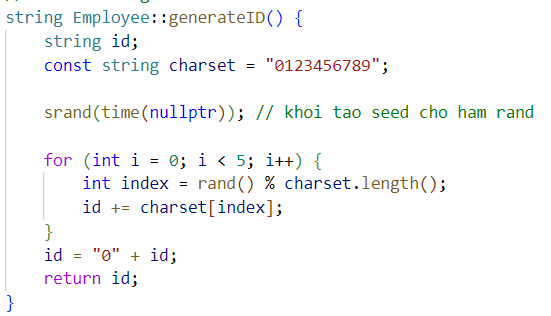 string Employee::generateID() {
string id;
const string charset = "0123456789";
srand(time(nullptr)); // khoi tao seed cho ham rand
for (int i = 0; i < 5; i++) {
int index = rand() % charset.length();
id += charset[index];
}
id = "0" + id;
return id;
}